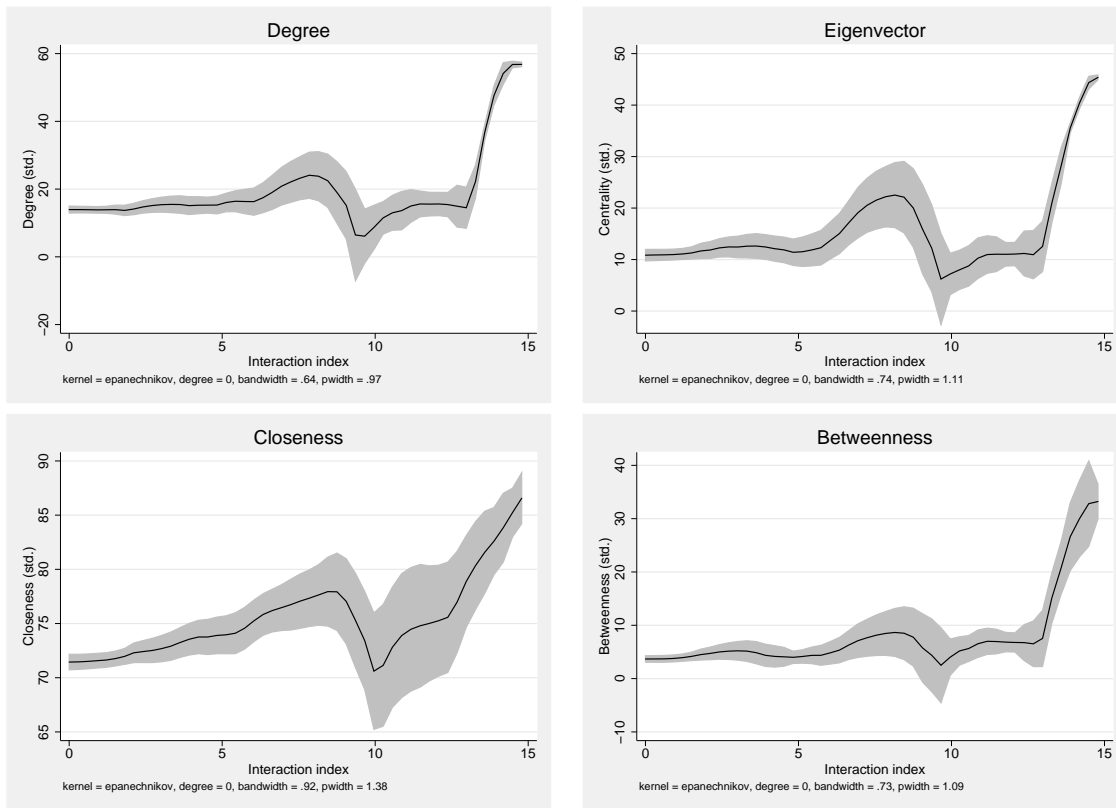 Degree
Degree (std.)
60
40
20
0
−20
0 5 10 15
Interaction index
kernel = epanechnikov, degree = 0, bandwidth = .64, pwidth = .97
Eigenvector
Centrality (std.)
50
40
30
20
10
0
0 5 10 15
Interaction index
kernel = epanechnikov, degree = 0, bandwidth = .74, pwidth = 1.11
Closeness
Closeness (std.)
90
85
80
75
70
65
0 5 10 15
Interaction index
kernel = epanechnikov, degree = 0, bandwidth = .92, pwidth = 1.38
Betweenness
Betweenness (std.)
40
30
20
10
0
−10
0 5 10 15
Interaction index
kernel = epanechnikov, degree = 0, bandwidth = .73, pwidth = 1.09